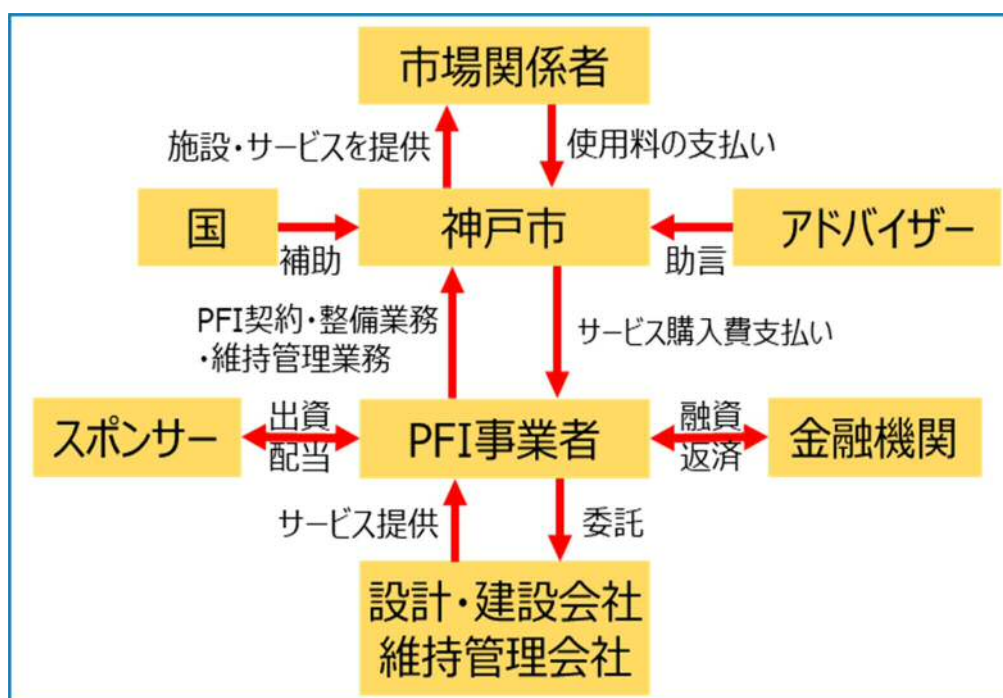 市場関係者
施設・サービスを提供
使用料の支払い
国
補助
神戸市
助言
アドバイザー
PFI契約・整備業務
・維持管理業務
サービス購入費支払い
スポンサー
出資
配当
PFI事業者
融資
返済
金融機関
サービス提供
委託
設計・建設会社
維持管理会社